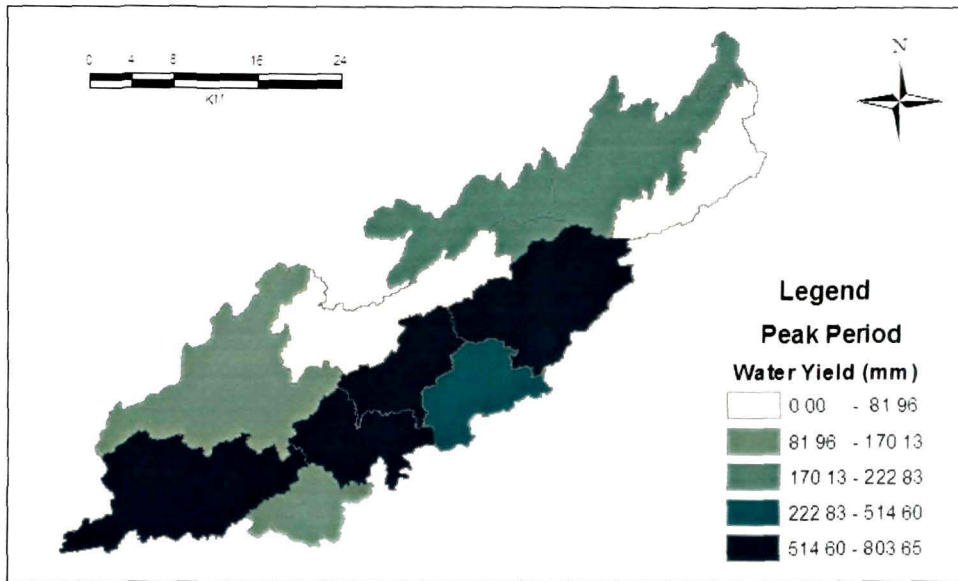 0 4 8 16 24
KM
N
Legend
Peak Period
Water Yield (mm)
0 00 - 81 96
81 96 - 170 13
170 13 - 222 83
222 83 - 514 60
514 60 - 803 65